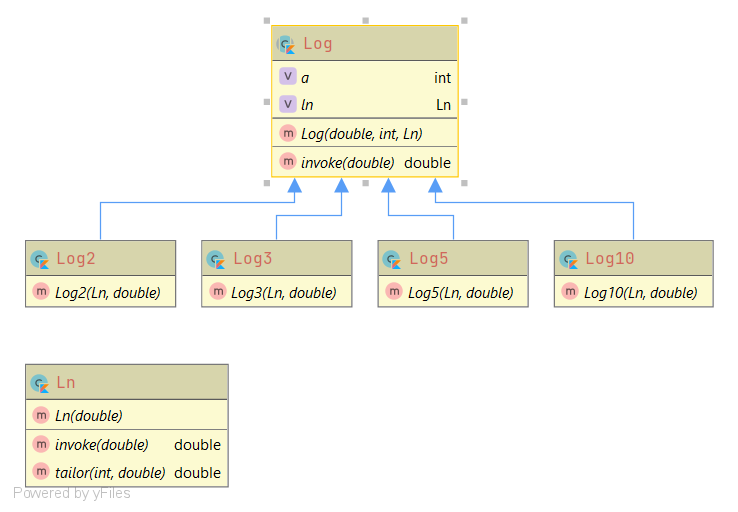 Log
a int
ln Ln
Log(double, int, Ln)
invoke(double) double
Log2 Log3 Log5 Log10
Log2(Ln, double) Log3(Ln, double) Log5(Ln, double) Log10(Ln, double)
Ln
Ln(double)
invoke(double) double
tailor(int, double) double
Powered by yFiles